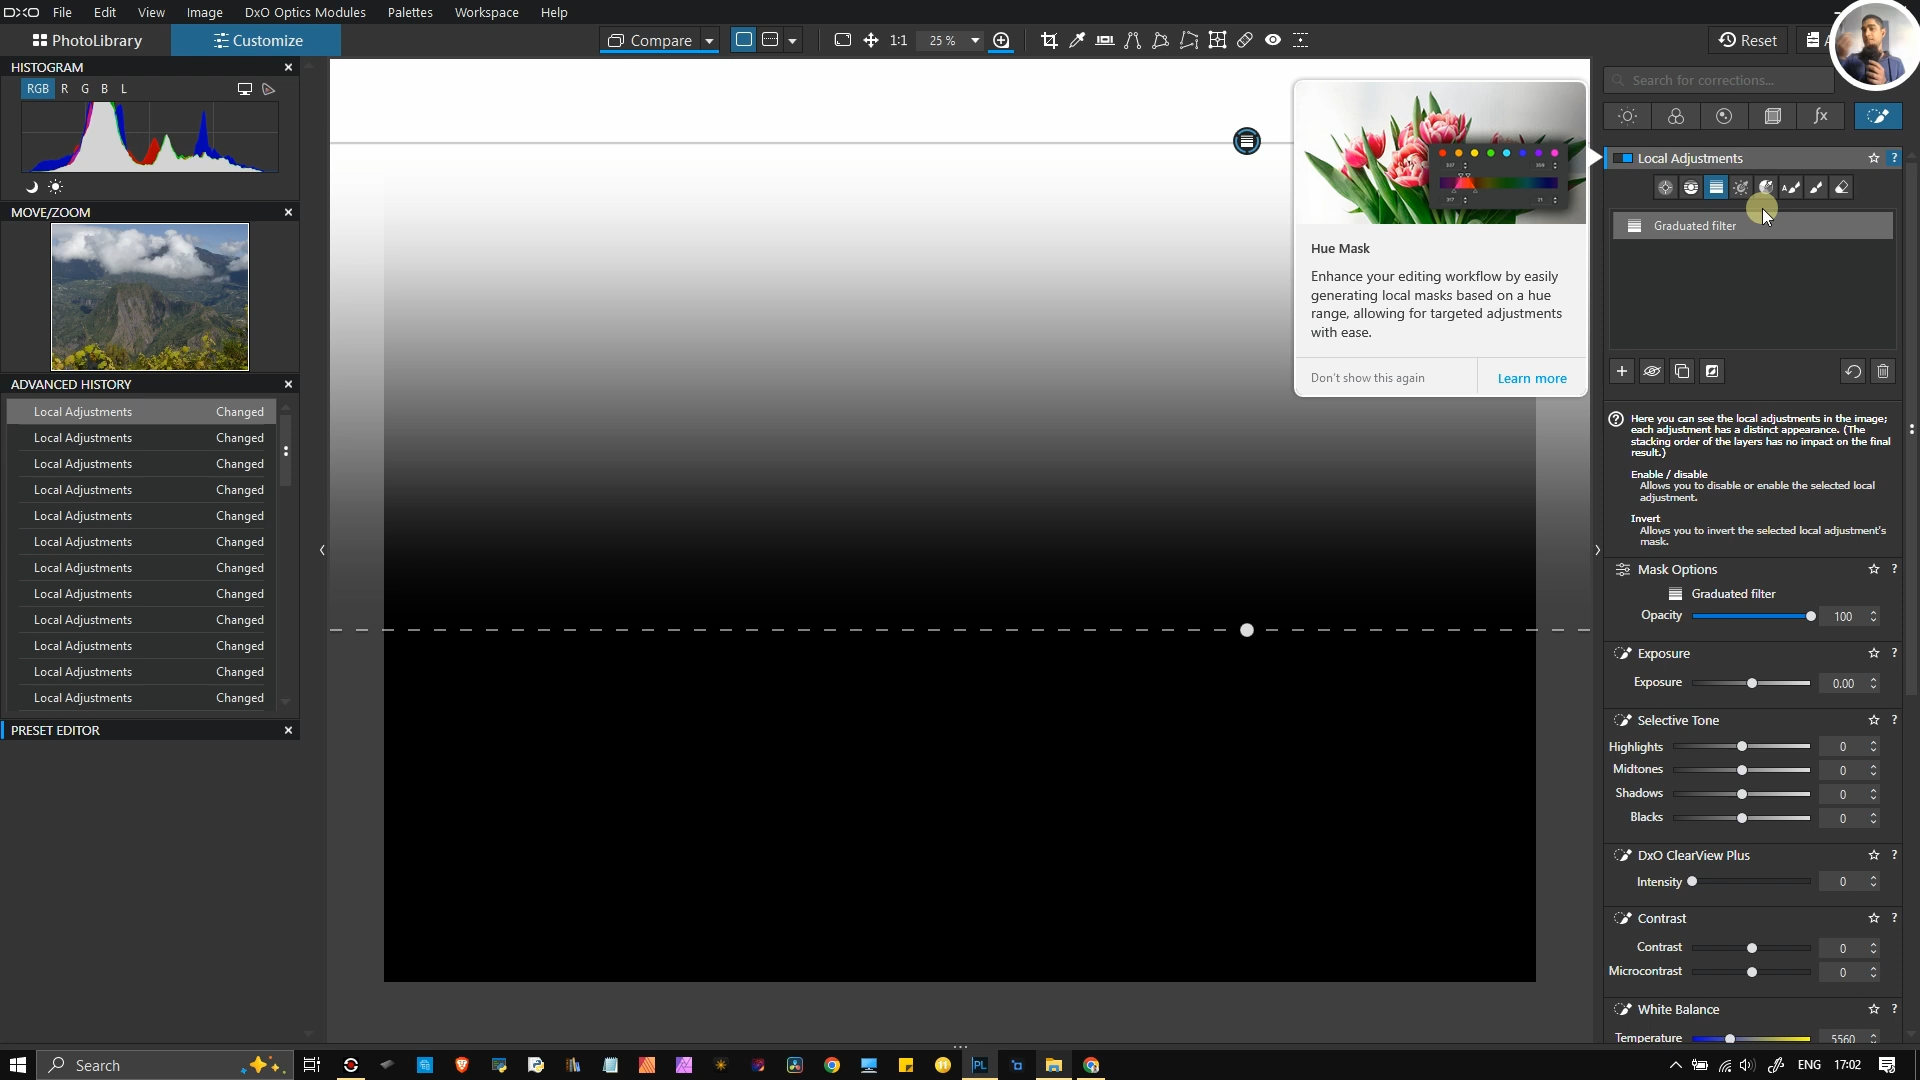 DXO File Edit View Image DxO Optics Modules Palettes Workspace Help
PhotoLibrary Customize Compare 1:1 25 % Reset
HISTOGRAM
RGB R G B L
MOVE/ZOOM
ADVANCED HISTORY
Local Adjustments Changed
Local Adjustments Changed
Local Adjustments Changed
Local Adjustments Changed
Local Adjustments Changed
Local Adjustments Changed
Local Adjustments Changed
Local Adjustments Changed
Local Adjustments Changed
Local Adjustments Changed
Local Adjustments Changed
Local Adjustments Changed
PRESET EDITOR
Hue Mask
Enhance your editing workflow by easily
generating local masks based on a hue
range, allowing for targeted adjustments
with ease.
Don't show this again Learn more
Search for corrections...
fx
Local Adjustments ?
Graduated filter
Here you can see the local adjustments in the image;
each adjustment has a distinct appearance. (The
stacking order of the layers has no impact on the final
result.)
Enable / disable
Allows you to disable or enable the selected local
adjustment.
Invert
Allows you to invert the selected local adjustment's
mask.
Mask Options ?
Graduated filter
Opacity 100
Exposure ?
Exposure 0.00
Selective Tone ?
Highlights 0
Midtones 0
Shadows 0
Blacks 0
DxO ClearView Plus ?
Intensity 0
Contrast ?
Contrast 0
Microcontrast 0
White Balance ?
Temperature 5560
Search PL ENG 17:02